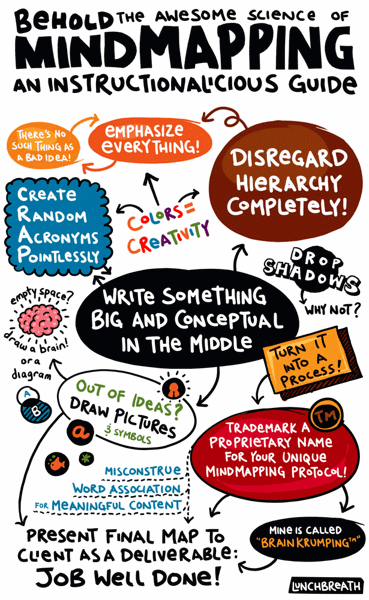 BEHOLD THE AWESOME SCIENCE OF
MINDMAPPING
AN INSTRUCTIONALICIOUS GUIDE
THERE'S NO
SUCH THING AS
A BAD IDEA!
EMPHASIZE
EVERYTHING!
DISREGARD
HIERARCHY
COMPLETELY!
CREATE
RANDOM
ACRONYMS
POINTLESSLY
COLORS=
CREATIVITY
DROP
SHADOWS
WHY NOT?
empty space?
draw a brain!
or a
diagram
A
B
WRITE SOMETHING
BIG AND CONCEPTUAL
IN THE MIDDLE
TURN IT
INTO A
PROCESS!
OUT OF IDEAS?
DRAW PICTURES
& SYMBOLS
a
TM
TRADEMARK A
PROPRIETARY NAME
FOR YOUR UNIQUE
MINDMAPPING PROTOCOL!
MISCONSTRUE
WORD ASSOCIATION
FOR MEANINGFUL CONTENT
PRESENT FINAL MAP TO
CLIENT AS A DELIVERABLE:
JOB WELL DONE!
MINE IS CALLED
"BRAIN KRUMPING™"
LUNCHBREATH